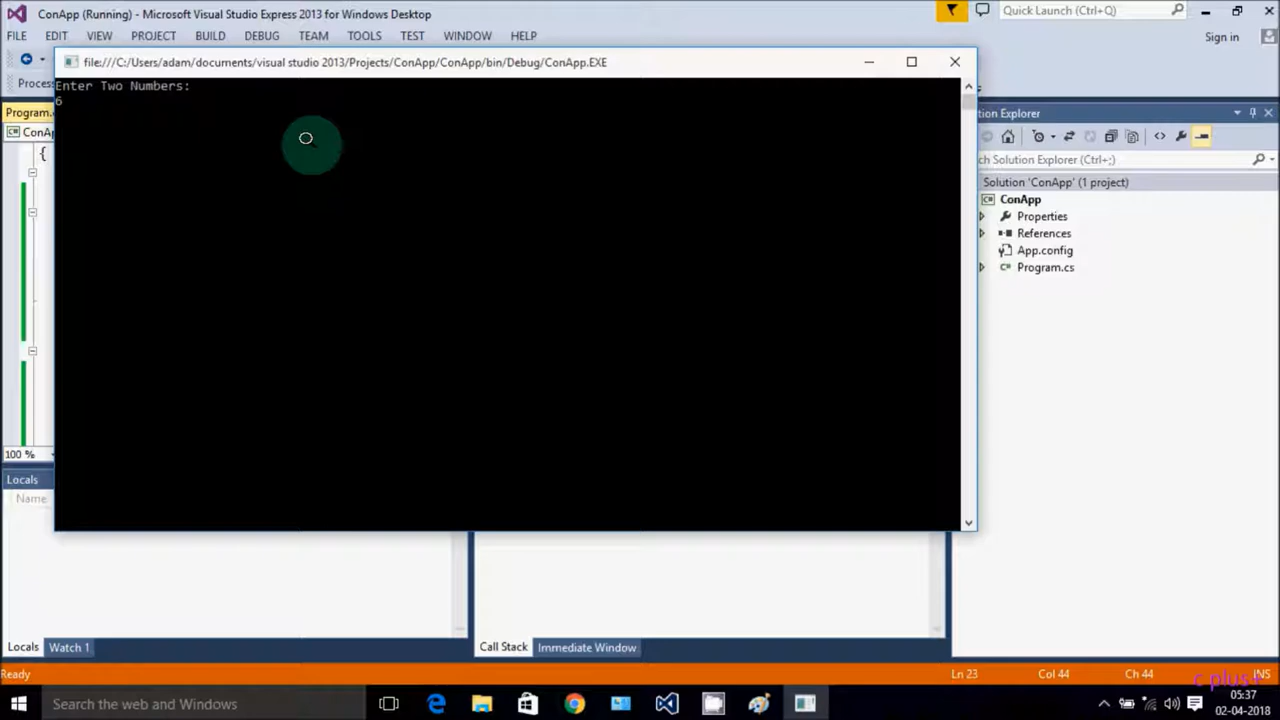 ConApp (Running) - Microsoft Visual Studio Express 2013 for Windows Desktop
Quick Launch (Ctrl+Q)
FILE EDIT VIEW PROJECT BUILD DEBUG TEAM TOOLS TEST WINDOW HELP
Sign in
file:///C:/Users/adam/documents/visual studio 2013/Projects/ConApp/ConApp/bin/Debug/ConApp.EXE
Enter Two Numbers:
6
{
100 %
Solution 'ConApp' (1 project)
ConApp
Properties
References
App.config
Program.cs
Locals
Name
Locals Watch 1
Call Stack Immediate Window
Ready
Ln 23 Col 44 Ch 44 INS
c plus+
Search the web and Windows
05:37
02-04-2018